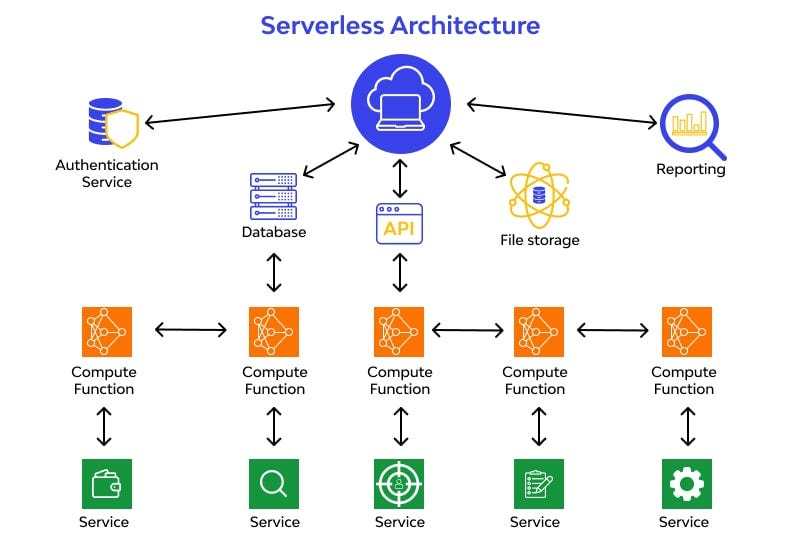 Serverless Architecture
Authentication
Service
Reporting
Database
API
File storage
Compute
Function
Compute
Function
Compute
Function
Compute
Function
Compute
Function
Service
Service
Service
Service
Service